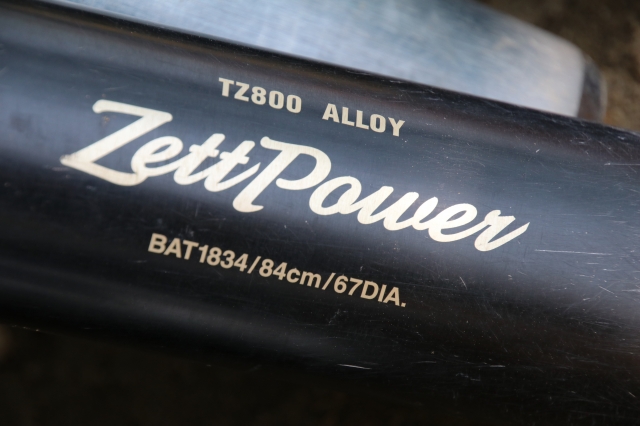 TZ800 ALLOY
ZettPower
BAT1834/84cm/67DIA.